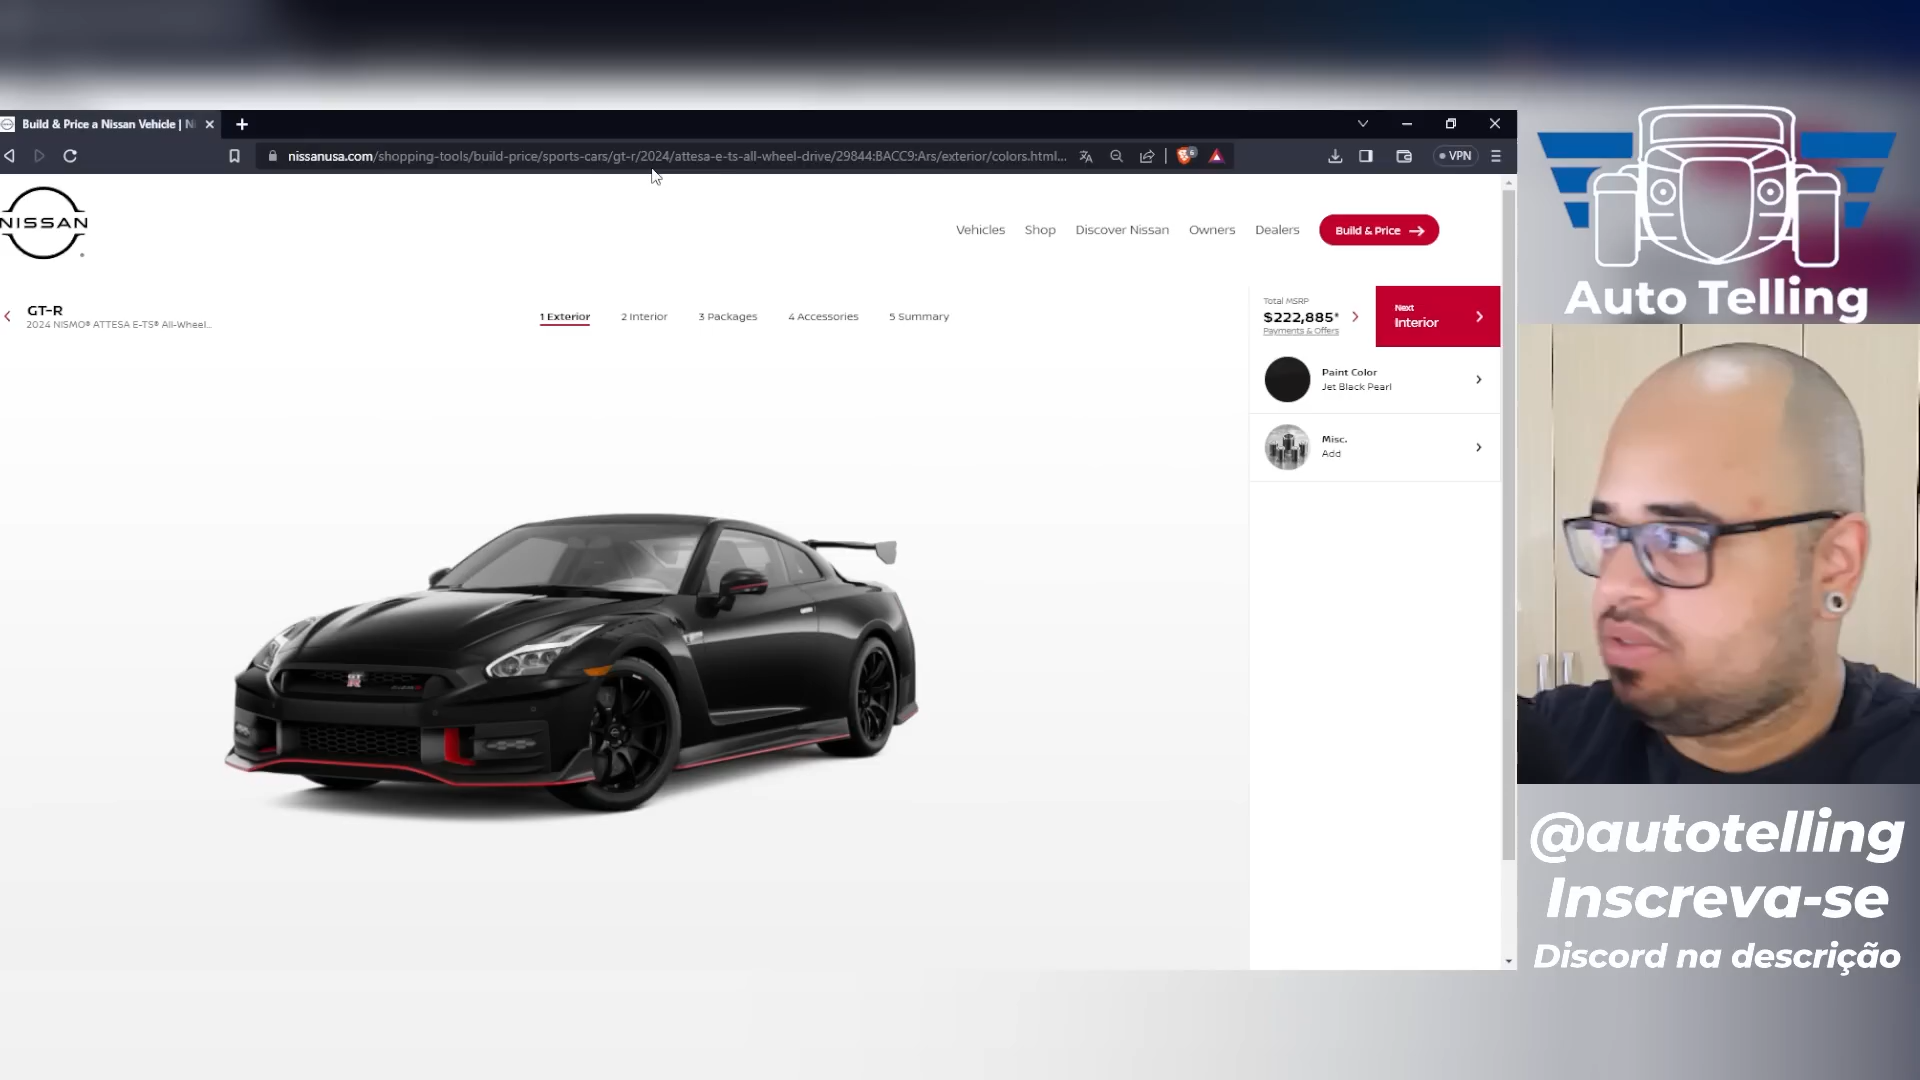 Build & Price a Nissan Vehicle | N
nissanusa.com/shopping-tools/build-price/sports-cars/gt-r/2024/attesa-e-ts-all-wheel-drive/29844:BACC9:Ars/exterior/colors.html...
6
VPN
NISSAN
Vehicles
Shop
Discover Nissan
Owners
Dealers
Build & Price
GT-R
2024 NISMO® ATTESA E-TS® All-Wheel...
1 Exterior
2 Interior
3 Packages
4 Accessories
5 Summary
Total MSRP
$222,885*
Payments & Offers
Next
Interior
Paint Color
Jet Black Pearl
Misc.
Add
Auto Telling
@autotelling
Inscreva-se
Discord na descrição